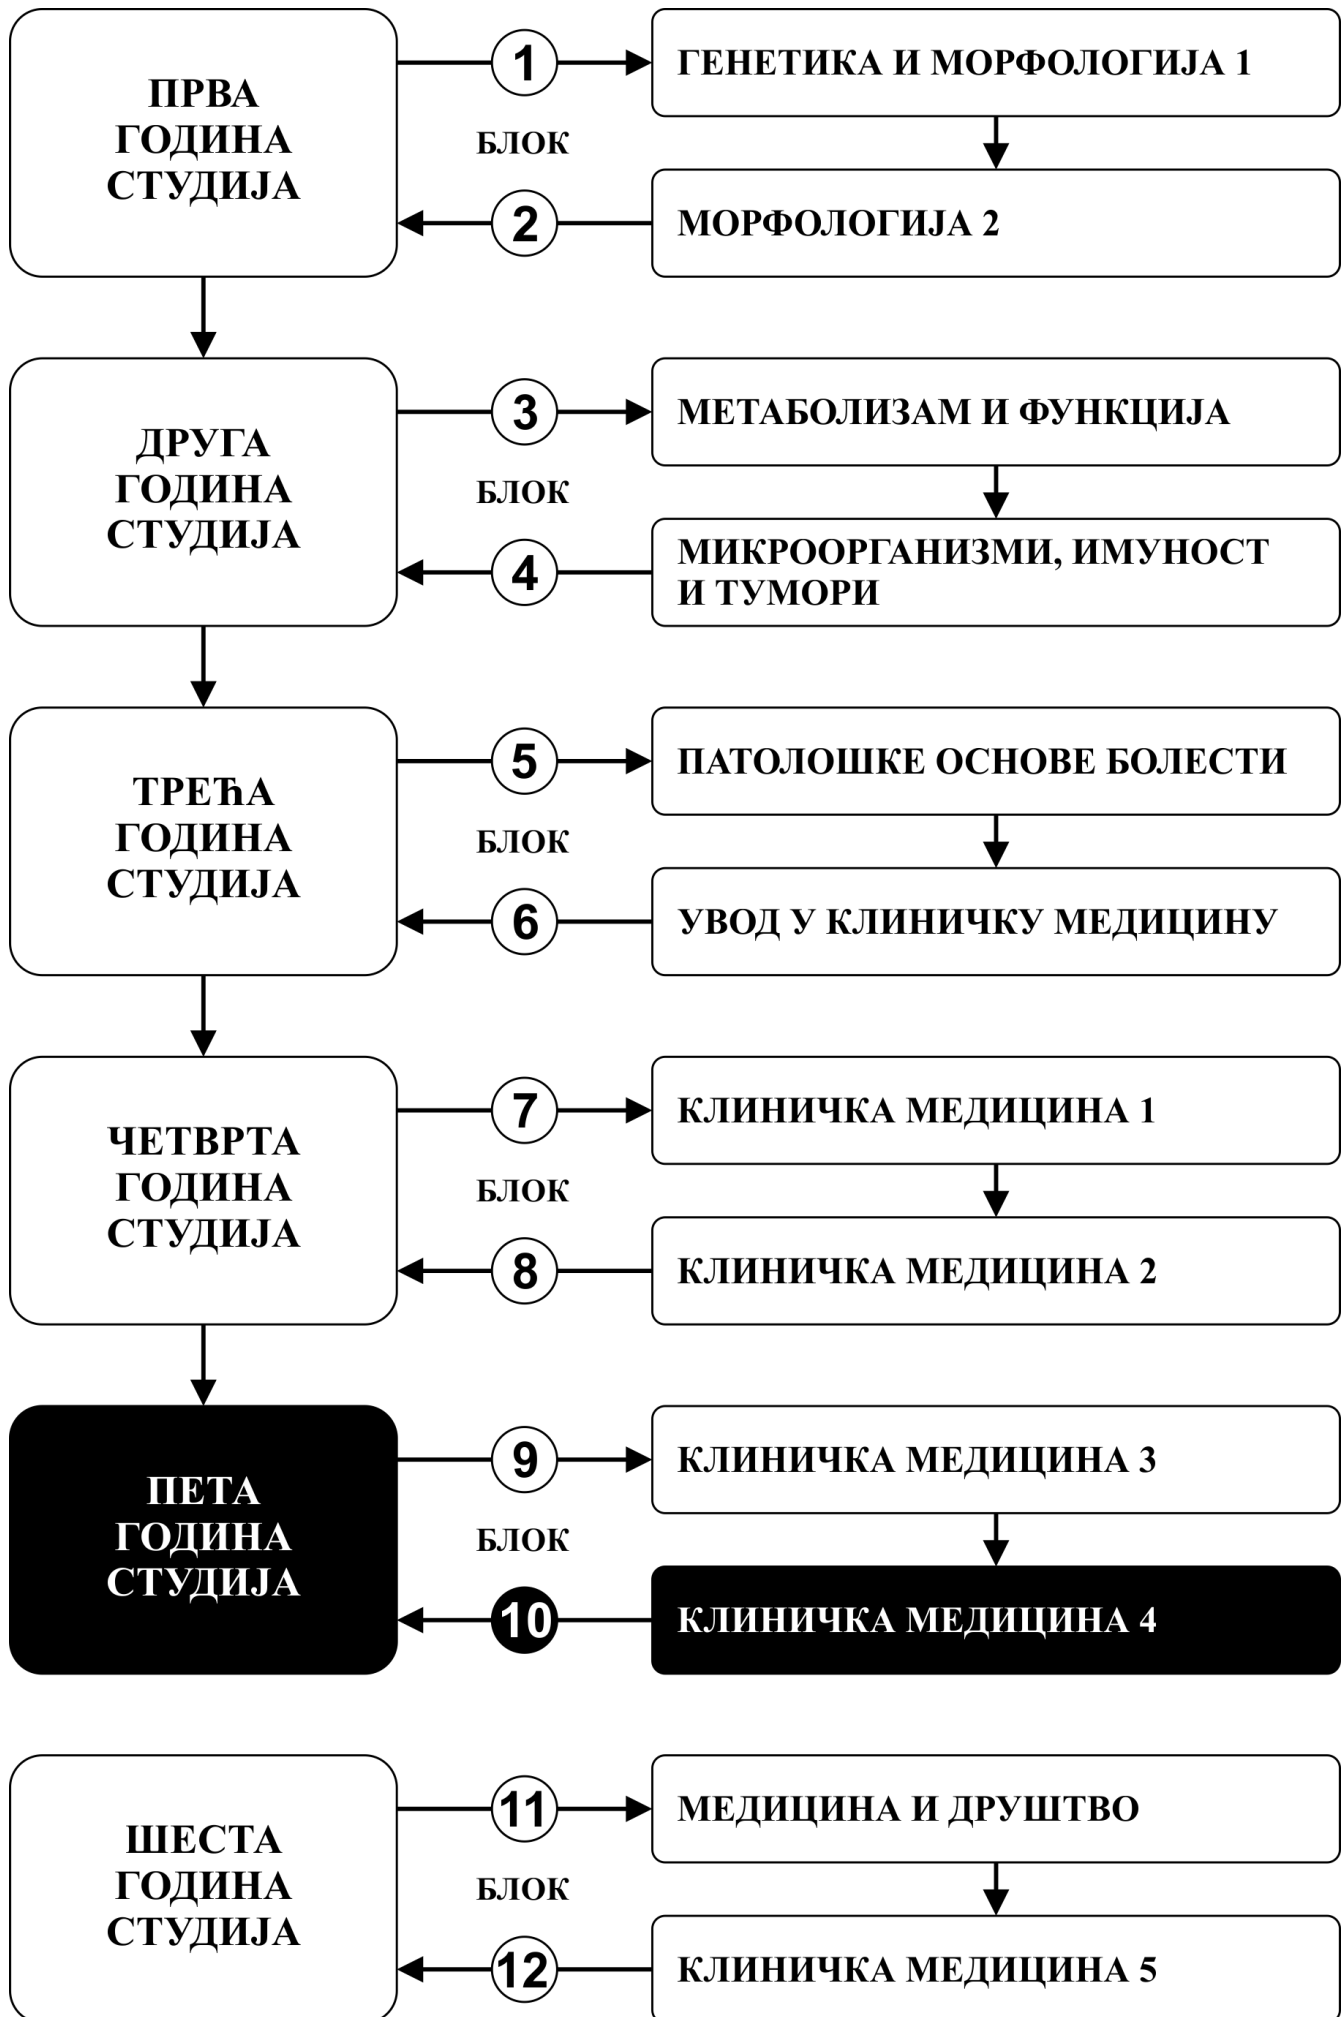 ПРВА
ГОДИНА
СТУДИЈА
1
БЛОК
2
ГЕНЕТИКА И МОРФОЛОГИЈА 1
МОРФОЛОГИЈА 2
ДРУГА
ГОДИНА
СТУДИЈА
3
БЛОК
4
МЕТАБОЛИЗАМ И ФУНКЦИЈА
МИКРООРГАНИЗМИ, ИМУНОСТ
И ТУМОРИ
ТРЕЋА
ГОДИНА
СТУДИЈА
5
БЛОК
6
ПАТОЛОШКЕ ОСНОВЕ БОЛЕСТИ
УВОД У КЛИНИЧКУ МЕДИЦИНУ
ЧЕТВРТА
ГОДИНА
СТУДИЈА
7
БЛОК
8
КЛИНИЧКА МЕДИЦИНА 1
КЛИНИЧКА МЕДИЦИНА 2
ПЕТА
ГОДИНА
СТУДИЈА
9
БЛОК
10
КЛИНИЧКА МЕДИЦИНА 3
КЛИНИЧКА МЕДИЦИНА 4
ШЕСТА
ГОДИНА
СТУДИЈА
11
БЛОК
12
МЕДИЦИНА И ДРУШТВО
КЛИНИЧКА МЕДИЦИНА 5